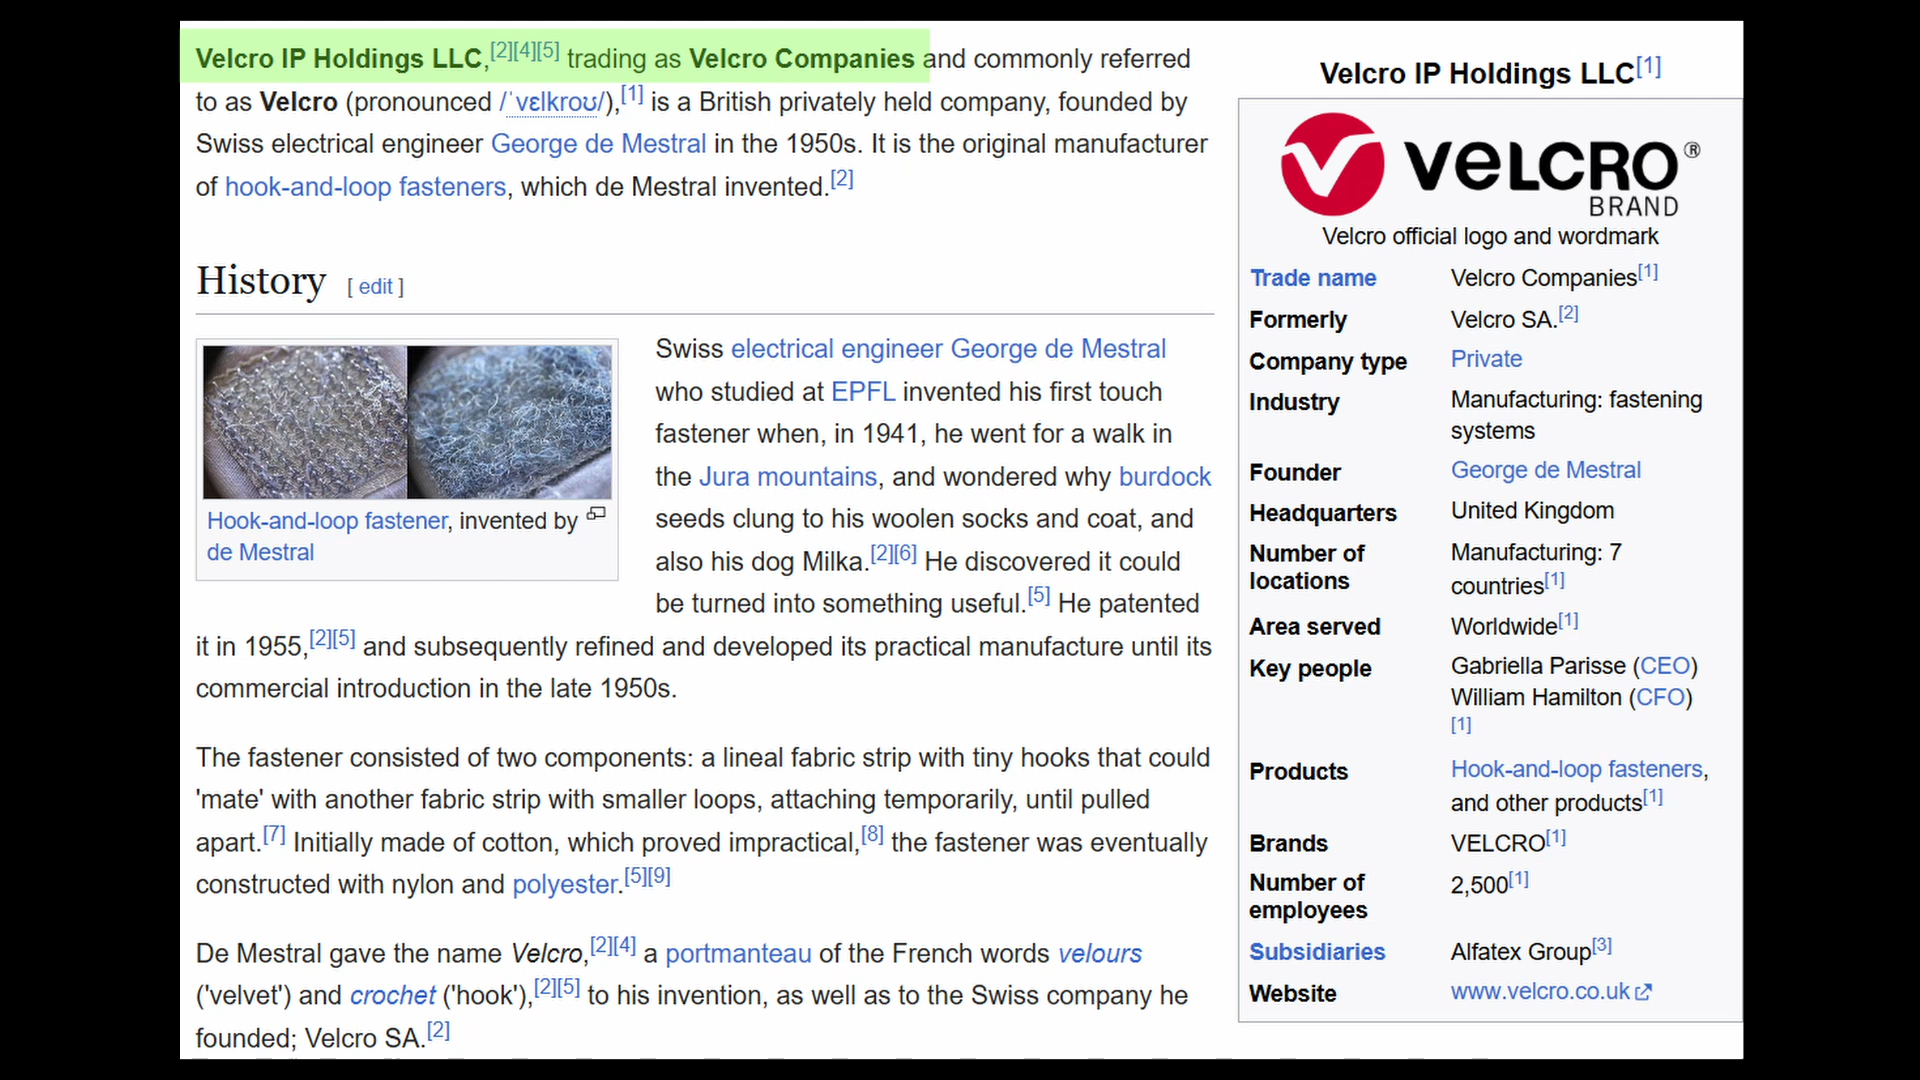 Velcro IP Holdings LLC,[2][4][5] trading as Velcro Companies and commonly referred
to as Velcro (pronounced /ˈvɛlkroʊ/),[1] is a British privately held company, founded by
Swiss electrical engineer George de Mestral in the 1950s. It is the original manufacturer
of hook-and-loop fasteners, which de Mestral invented.[2]
History [ edit ]
Hook-and-loop fastener, invented by
de Mestral
Swiss electrical engineer George de Mestral
who studied at EPFL invented his first touch
fastener when, in 1941, he went for a walk in
the Jura mountains, and wondered why burdock
seeds clung to his woolen socks and coat, and
also his dog Milka.[2][6] He discovered it could
be turned into something useful.[5] He patented
it in 1955,[2][5] and subsequently refined and developed its practical manufacture until its
commercial introduction in the late 1950s.
The fastener consisted of two components: a lineal fabric strip with tiny hooks that could
'mate' with another fabric strip with smaller loops, attaching temporarily, until pulled
apart.[7] Initially made of cotton, which proved impractical,[8] the fastener was eventually
constructed with nylon and polyester.[5][9]
De Mestral gave the name Velcro,[2][4] a portmanteau of the French words velours
('velvet') and crochet ('hook'),[2][5] to his invention, as well as to the Swiss company he
founded; Velcro SA.[2]
Velcro IP Holdings LLC[1]
VELCRO®
BRAND
Velcro official logo and wordmark
Trade name Velcro Companies[1]
Formerly Velcro SA.[2]
Company type Private
Industry Manufacturing: fastening
systems
Founder George de Mestral
Headquarters United Kingdom
Number of Manufacturing: 7
locations countries[1]
Area served Worldwide[1]
Key people Gabriella Parisse (CEO)
William Hamilton (CFO)
[1]
Products Hook-and-loop fasteners,
and other products[1]
Brands VELCRO[1]
Number of 2,500[1]
employees
Subsidiaries Alfatex Group[3]
Website www.velcro.co.uk